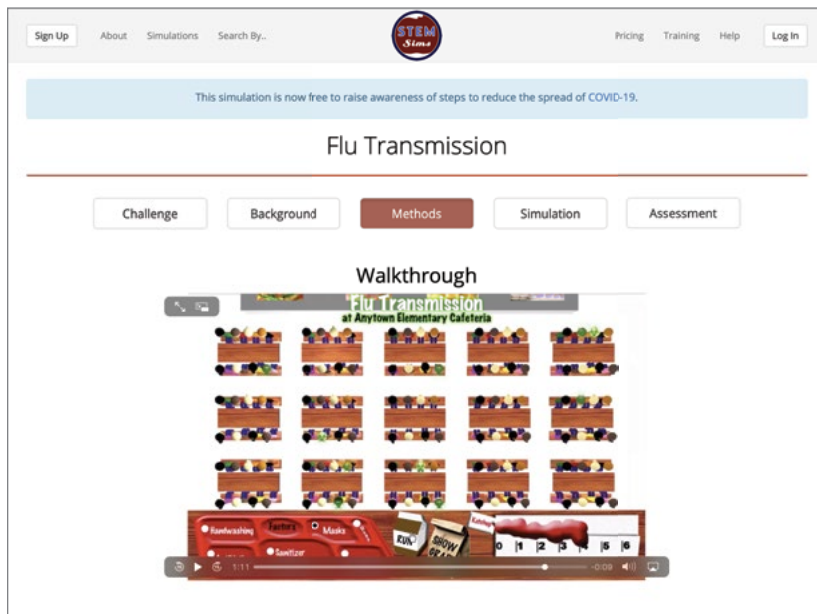 Sign Up About Simulations Search By.. STEM Sims Pricing Training Help Log In
This simulation is now free to raise awareness of steps to reduce the spread of COVID-19.
Flu Transmission
Challenge Background Methods Simulation Assessment
Walkthrough
Flu Transmission
at Anytown Elementary Cafeteria
Handwashing Factors Masks RUN SHOW Ketchup
Sanitizer 0 1 2 3 4 5 6
1:11 -0:09